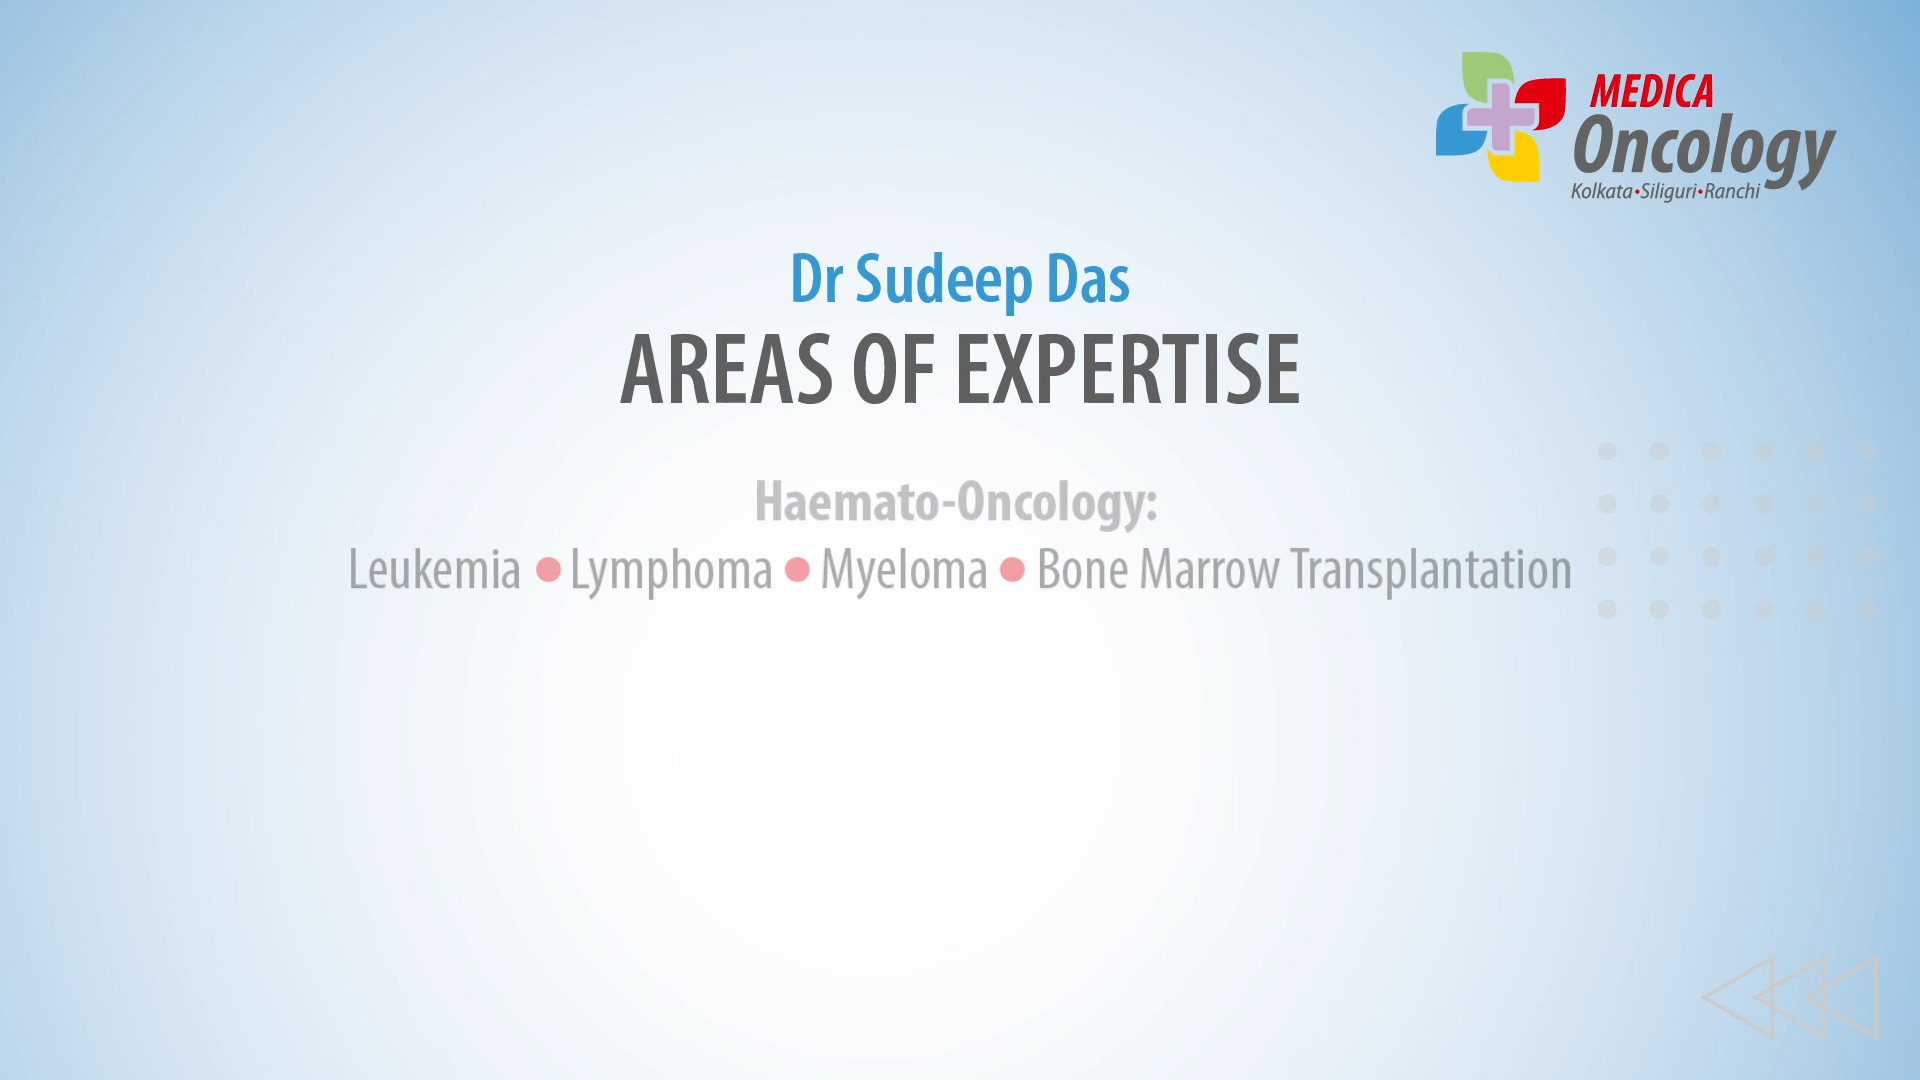 MEDICA
Oncology
Kolkata•Siliguri•Ranchi
Dr Sudeep Das
AREAS OF EXPERTISE
Haemato-Oncology:
Leukemia ● Lymphoma ● Myeloma ● Bone Marrow Transplantation